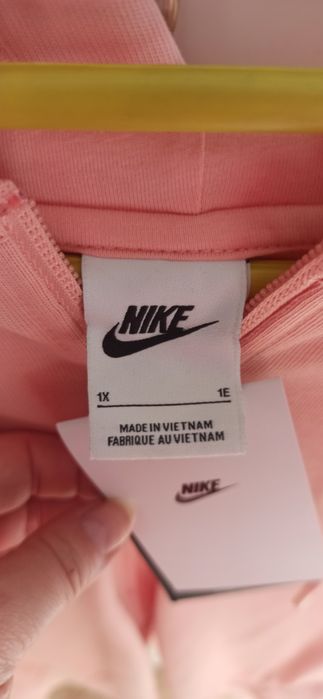 NIKE
1X 1E
MADE IN VIETNAM
FABRIQUE AU VIETNAM
NIKE